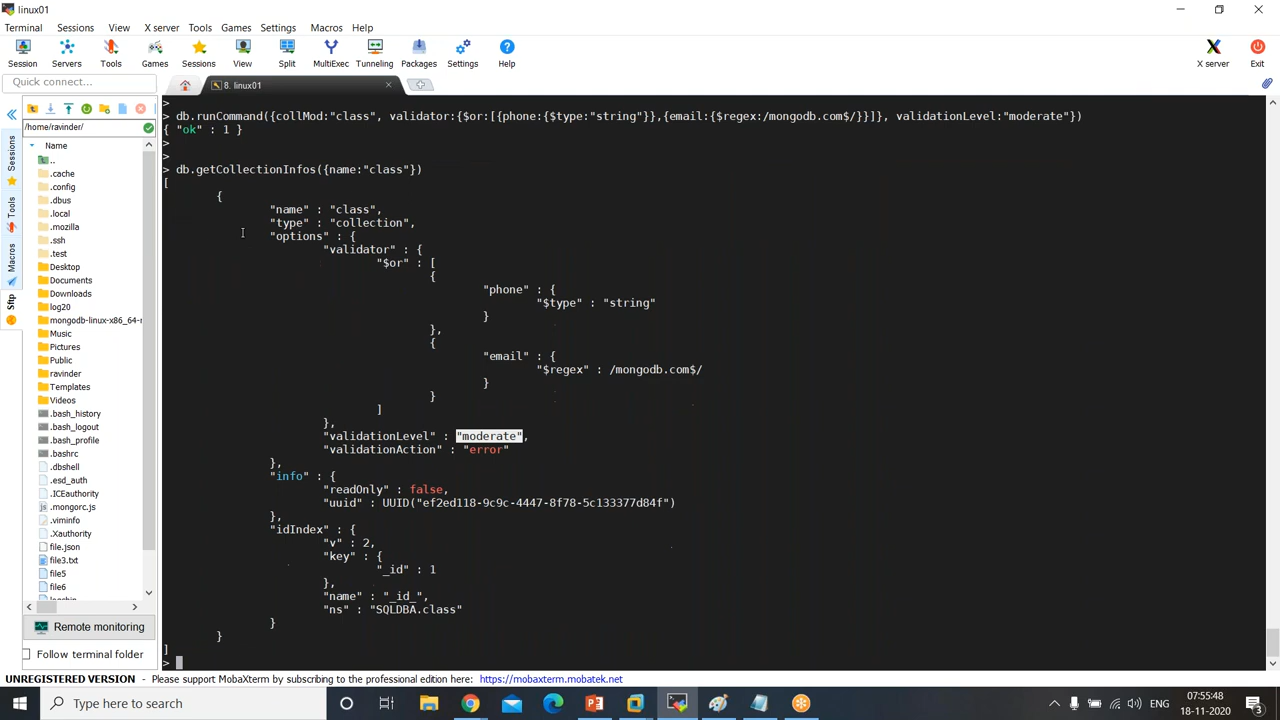 linux01
Terminal Sessions View X server Tools Games Settings Macros Help
Session Servers Tools Games Sessions View Split MultiExec Tunneling Packages Settings Help X server Exit
Quick connect...
8. linux01
/home/ravinder/
Name
..
.cache
.config
.dbus
.local
.mozilla
.ssh
.test
Desktop
Documents
Downloads
log20
mongodb-linux-x86_64-r
Music
Pictures
Public
ravinder
Templates
Videos
.bash_history
.bash_logout
.bash_profile
.bashrc
.dbshell
.esd_auth
.ICEauthority
.mongorc.js
.viminfo
.Xauthority
file.json
file3.txt
file5
file6
Sessions
Tools
Macros
Sftp
Remote monitoring
Follow terminal folder
>
> db.runCommand({collMod:"class", validator:{$or:[{phone:{$type:"string"}},{email:{$regex:/mongodb.com$/}}]}, validationLevel:"moderate"})
{ "ok" : 1 }
>
>
> db.getCollectionInfos({name:"class"})
[
{
"name" : "class",
"type" : "collection",
"options" : {
"validator" : {
"$or" : [
{
"phone" : {
"$type" : "string"
}
},
{
"email" : {
"$regex" : /mongodb.com$/
}
}
]
},
"validationLevel" : "moderate",
"validationAction" : "error"
},
"info" : {
"readOnly" : false,
"uuid" : UUID("ef2ed118-9c9c-4447-8f78-5c133377d84f")
},
"idIndex" : {
"v" : 2,
"key" : {
"_id" : 1
},
"name" : "_id_",
"ns" : "SQLDBA.class"
}
}
]
>
UNREGISTERED VERSION - Please support MobaXterm by subscribing to the professional edition here: https://mobaxterm.mobatek.net
Type here to search
07:55:48
18-11-2020
3